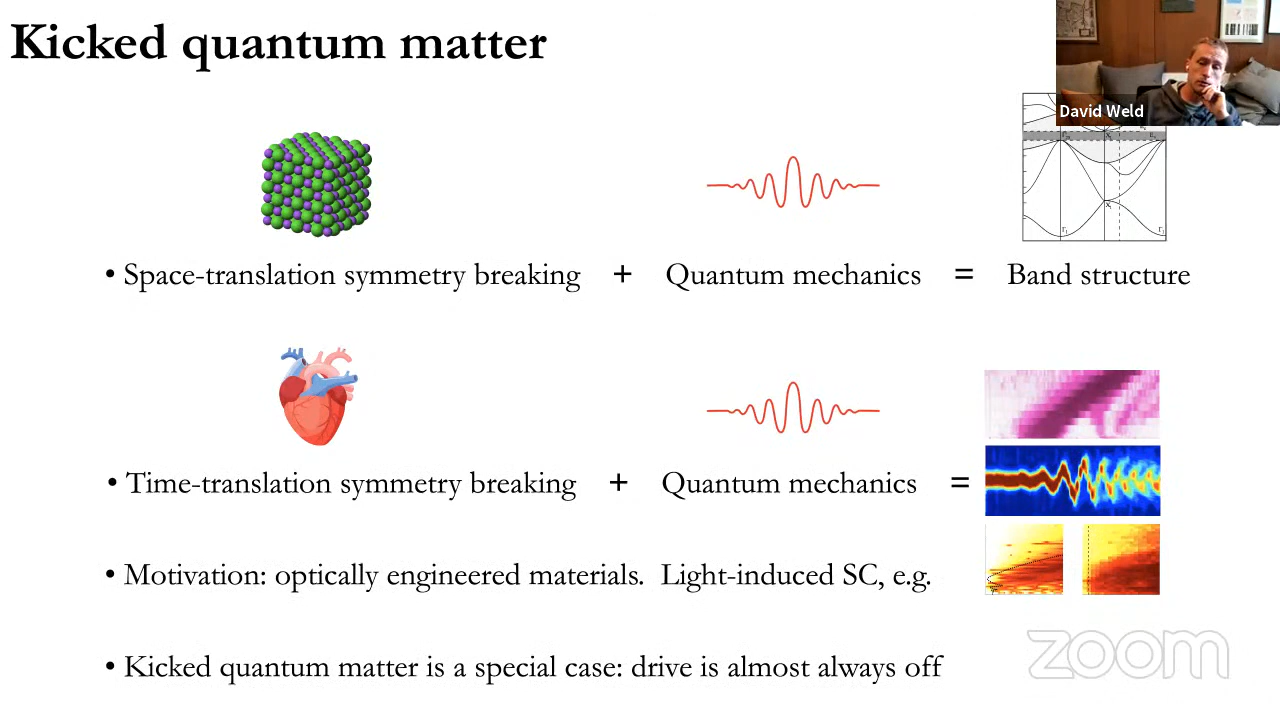 Kicked quantum matter
David Weld
• Space-translation symmetry breaking + Quantum mechanics = Band structure
• Time-translation symmetry breaking + Quantum mechanics =
• Motivation: optically engineered materials. Light-induced SC, e.g.
• Kicked quantum matter is a special case: drive is almost always off
zoom